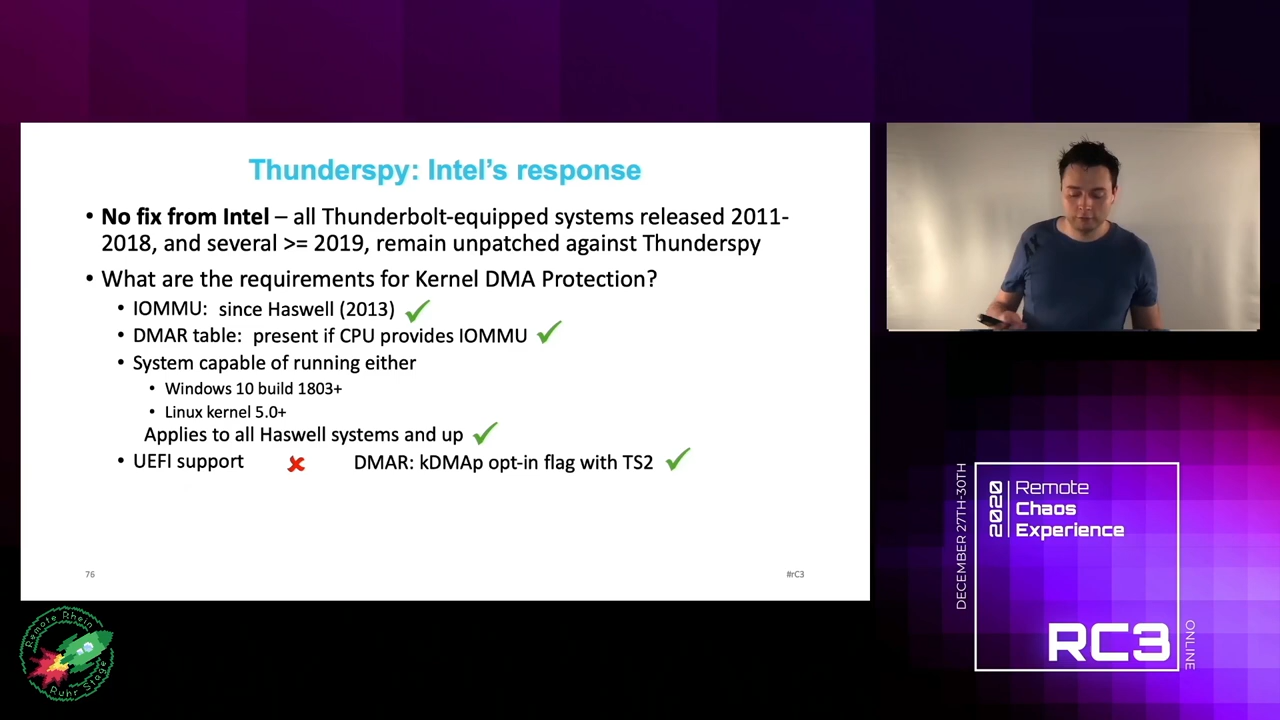 Thunderspy: Intel's response
• No fix from Intel – all Thunderbolt-equipped systems released 2011-
2018, and several >= 2019, remain unpatched against Thunderspy
• What are the requirements for Kernel DMA Protection?
• IOMMU: since Haswell (2013)
• DMAR table: present if CPU provides IOMMU
• System capable of running either
• Windows 10 build 1803+
• Linux kernel 5.0+
Applies to all Haswell systems and up
• UEFI support DMAR: kDMAp opt-in flag with TS2
76
#rC3
DECEMBER 27TH-30TH
2020
Remote
Chaos
Experience
RC3
ONLINE
Remote Rhein
Ruhr Stage